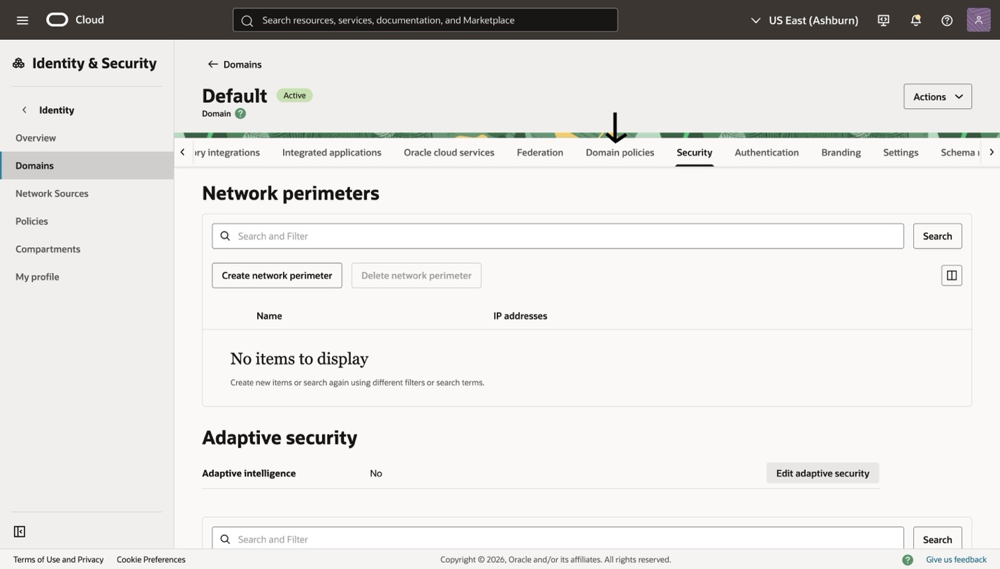 Cloud
Search resources, services, documentation, and Marketplace
US East (Ashburn)
Identity & Security
Domains
Default
Active
Actions
Domain
Identity
Overview
Domains
Network Sources
Policies
Compartments
My profile
ry integrations
Integrated applications
Oracle cloud services
Federation
Domain policies
Security
Authentication
Branding
Settings
Schema
Network perimeters
Search and Filter
Search
Create network perimeter
Delete network perimeter
Name
IP addresses
No items to display
Create new items or search again using different filters or search terms.
Adaptive security
Adaptive intelligence
No
Edit adaptive security
Search and Filter
Search
Terms of Use and Privacy
Cookie Preferences
Copyright © 2026, Oracle and/or its affiliates. All rights reserved.
Give us feedback